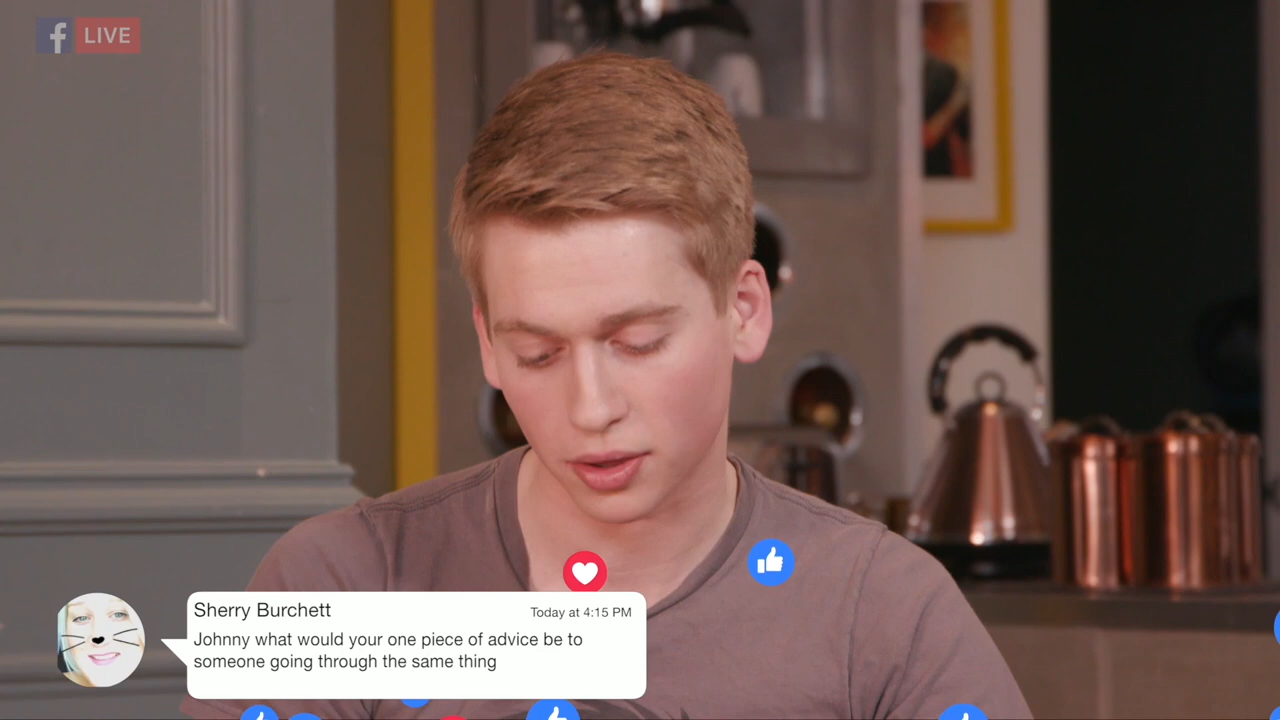 f LIVE
Sherry Burchett
Today at 4:15 PM
Johnny what would your one piece of advice be to
someone going through the same thing